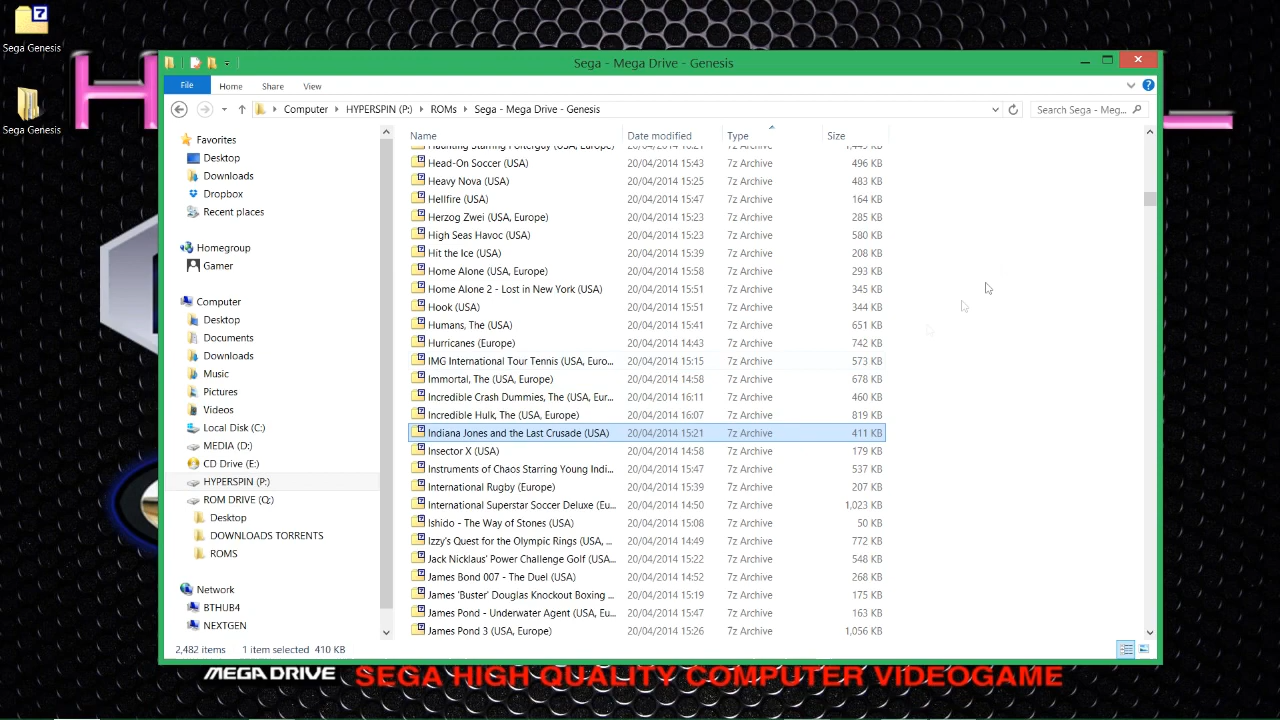 Sega Genesis
Sega Genesis
Sega - Mega Drive - Genesis
File Home Share View
Computer HYPERSPIN (P:) ROMs Sega - Mega Drive - Genesis
Search Sega - Meg...
Favorites
Desktop
Downloads
Dropbox
Recent places
Homegroup
Gamer
Computer
Desktop
Documents
Downloads
Music
Pictures
Videos
Local Disk (C:)
MEDIA (D:)
CD Drive (E:)
HYPERSPIN (P:)
ROM DRIVE (Q:)
Desktop
DOWNLOADS TORRENTS
ROMS
Network
BTHUB4
NEXTGEN
Name Date modified Type Size
Head-On Soccer (USA) 20/04/2014 15:43 7z Archive 496 KB
Heavy Nova (USA) 20/04/2014 15:25 7z Archive 483 KB
Hellfire (USA) 20/04/2014 15:47 7z Archive 164 KB
Herzog Zwei (USA, Europe) 20/04/2014 15:23 7z Archive 285 KB
High Seas Havoc (USA) 20/04/2014 15:23 7z Archive 580 KB
Hit the Ice (USA) 20/04/2014 15:39 7z Archive 208 KB
Home Alone (USA, Europe) 20/04/2014 15:58 7z Archive 293 KB
Home Alone 2 - Lost in New York (USA) 20/04/2014 15:51 7z Archive 345 KB
Hook (USA) 20/04/2014 15:51 7z Archive 344 KB
Humans, The (USA) 20/04/2014 15:41 7z Archive 651 KB
Hurricanes (Europe) 20/04/2014 14:43 7z Archive 742 KB
IMG International Tour Tennis (USA, Euro... 20/04/2014 15:15 7z Archive 573 KB
Immortal, The (USA, Europe) 20/04/2014 14:58 7z Archive 678 KB
Incredible Crash Dummies, The (USA, Eur... 20/04/2014 16:11 7z Archive 460 KB
Incredible Hulk, The (USA, Europe) 20/04/2014 16:07 7z Archive 819 KB
Indiana Jones and the Last Crusade (USA) 20/04/2014 15:21 7z Archive 411 KB
Insector X (USA) 20/04/2014 14:58 7z Archive 179 KB
Instruments of Chaos Starring Young Indi... 20/04/2014 15:47 7z Archive 537 KB
International Rugby (Europe) 20/04/2014 15:39 7z Archive 207 KB
International Superstar Soccer Deluxe (Eu... 20/04/2014 14:50 7z Archive 1,023 KB
Ishido - The Way of Stones (USA) 20/04/2014 15:08 7z Archive 50 KB
Izzy's Quest for the Olympic Rings (USA, ... 20/04/2014 14:49 7z Archive 772 KB
Jack Nicklaus' Power Challenge Golf (USA... 20/04/2014 15:22 7z Archive 548 KB
James Bond 007 - The Duel (USA) 20/04/2014 14:52 7z Archive 268 KB
James 'Buster' Douglas Knockout Boxing ... 20/04/2014 15:19 7z Archive 175 KB
James Pond - Underwater Agent (USA, Eu... 20/04/2014 15:47 7z Archive 163 KB
James Pond 3 (USA, Europe) 20/04/2014 15:26 7z Archive 1,056 KB
2,482 items 1 item selected 410 KB
MEGA DRIVE SEGA HIGH QUALITY COMPUTER VIDEOGAME